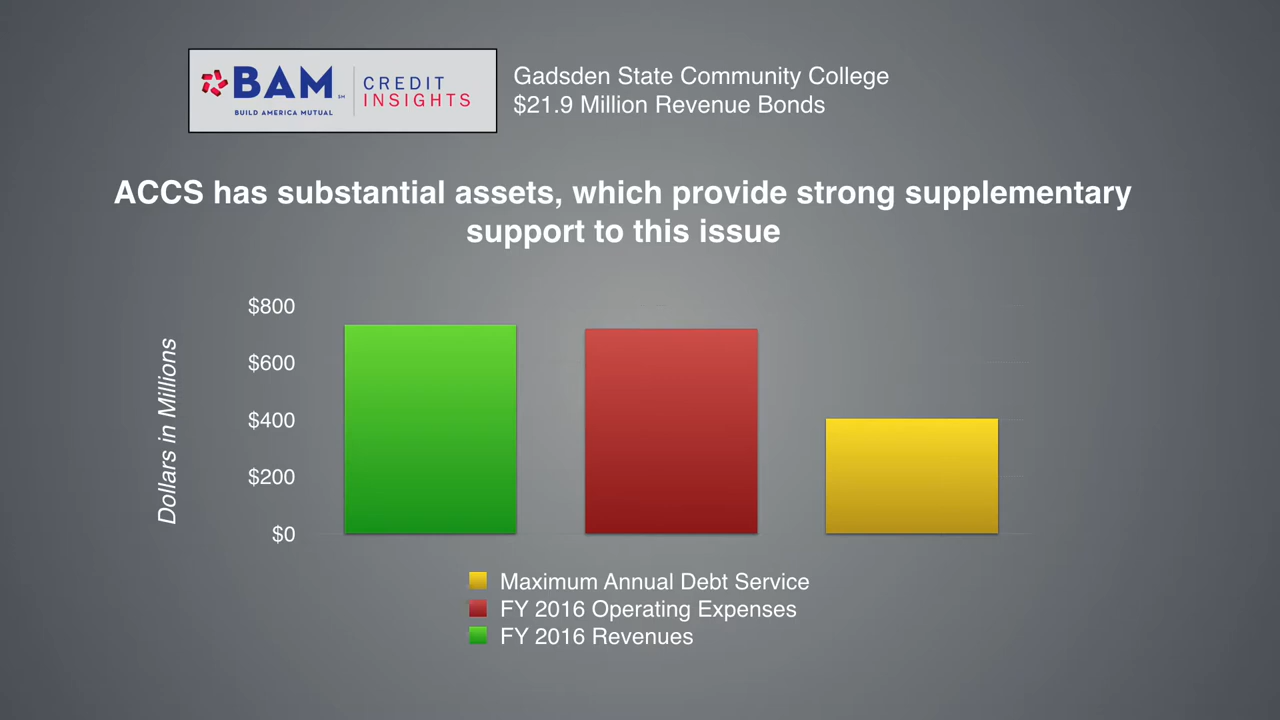 BAM SM
BUILD AMERICA MUTUAL
CREDIT
INSIGHTS
Gadsden State Community College
$21.9 Million Revenue Bonds
ACCS has substantial assets, which provide strong supplementary
support to this issue
Dollars in Millions
$800
$600
$400
$200
$0
Maximum Annual Debt Service
FY 2016 Operating Expenses
FY 2016 Revenues